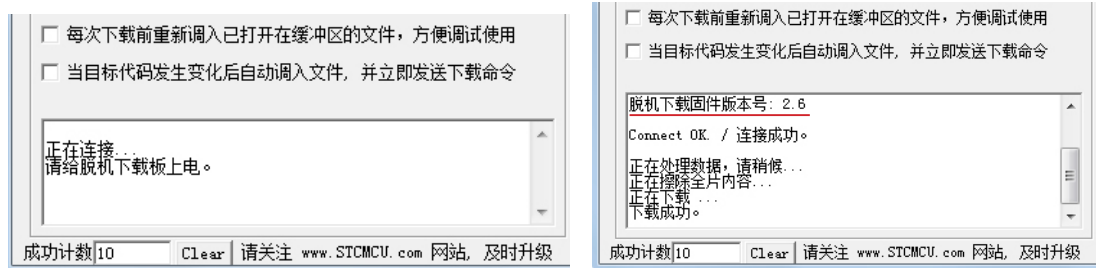 每次下载前重新调入已打开在缓冲区的文件，方便调试使用
当目标代码发生变化后自动调入文件, 并立即发送下载命令
正在连接...
请给脱机下载板上电。
成功计数 10 Clear 请关注 www.STCMCU.com 网站, 及时升级
每次下载前重新调入已打开在缓冲区的文件，方便调试使用
当目标代码发生变化后自动调入文件, 并立即发送下载命令
脱机下载固件版本号: 2.6
Connect OK. / 连接成功。
正在处理数据，请稍候...
正在擦除全片内容...
正在下载 ...
下载成功。
成功计数 10 Clear 请关注 www.STCMCU.com 网站, 及时升级